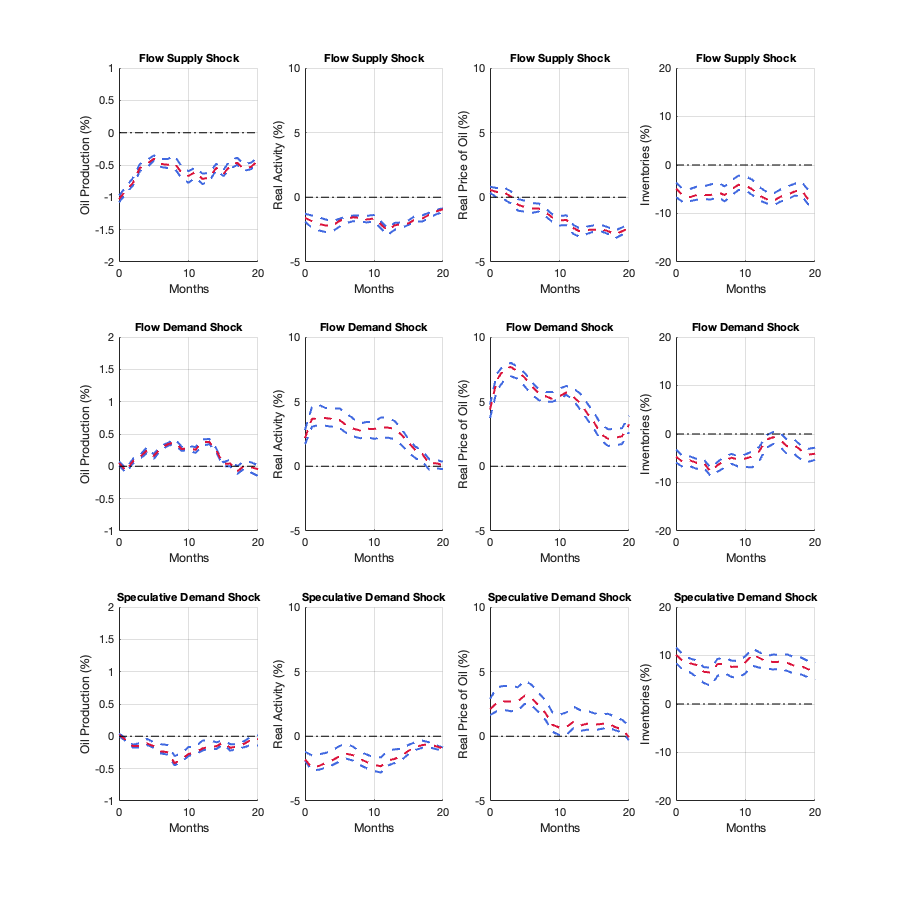 Flow Supply Shock
Oil Production (%)
1
0.5
0
-0.5
-1
-1.5
-2
0
10
20
Months
Flow Supply Shock
Real Activity (%)
10
5
0
-5
0
10
20
Months
Flow Supply Shock
Real Price of Oil (%)
10
5
0
-5
0
10
20
Months
Flow Supply Shock
Inventories (%)
20
10
0
-10
-20
0
10
20
Months
Flow Demand Shock
Oil Production (%)
2
1.5
1
0.5
0
-0.5
-1
0
10
20
Months
Flow Demand Shock
Real Activity (%)
10
5
0
-5
0
10
20
Months
Flow Demand Shock
Real Price of Oil (%)
10
5
0
-5
0
10
20
Months
Flow Demand Shock
Inventories (%)
20
10
0
-10
-20
0
10
20
Months
Speculative Demand Shock
Oil Production (%)
2
1.5
1
0.5
0
-0.5
-1
0
10
20
Months
Speculative Demand Shock
Real Activity (%)
10
5
0
-5
0
10
20
Months
Speculative Demand Shock
Real Price of Oil (%)
10
5
0
-5
0
10
20
Months
Speculative Demand Shock
Inventories (%)
20
10
0
-10
-20
0
10
20
Months